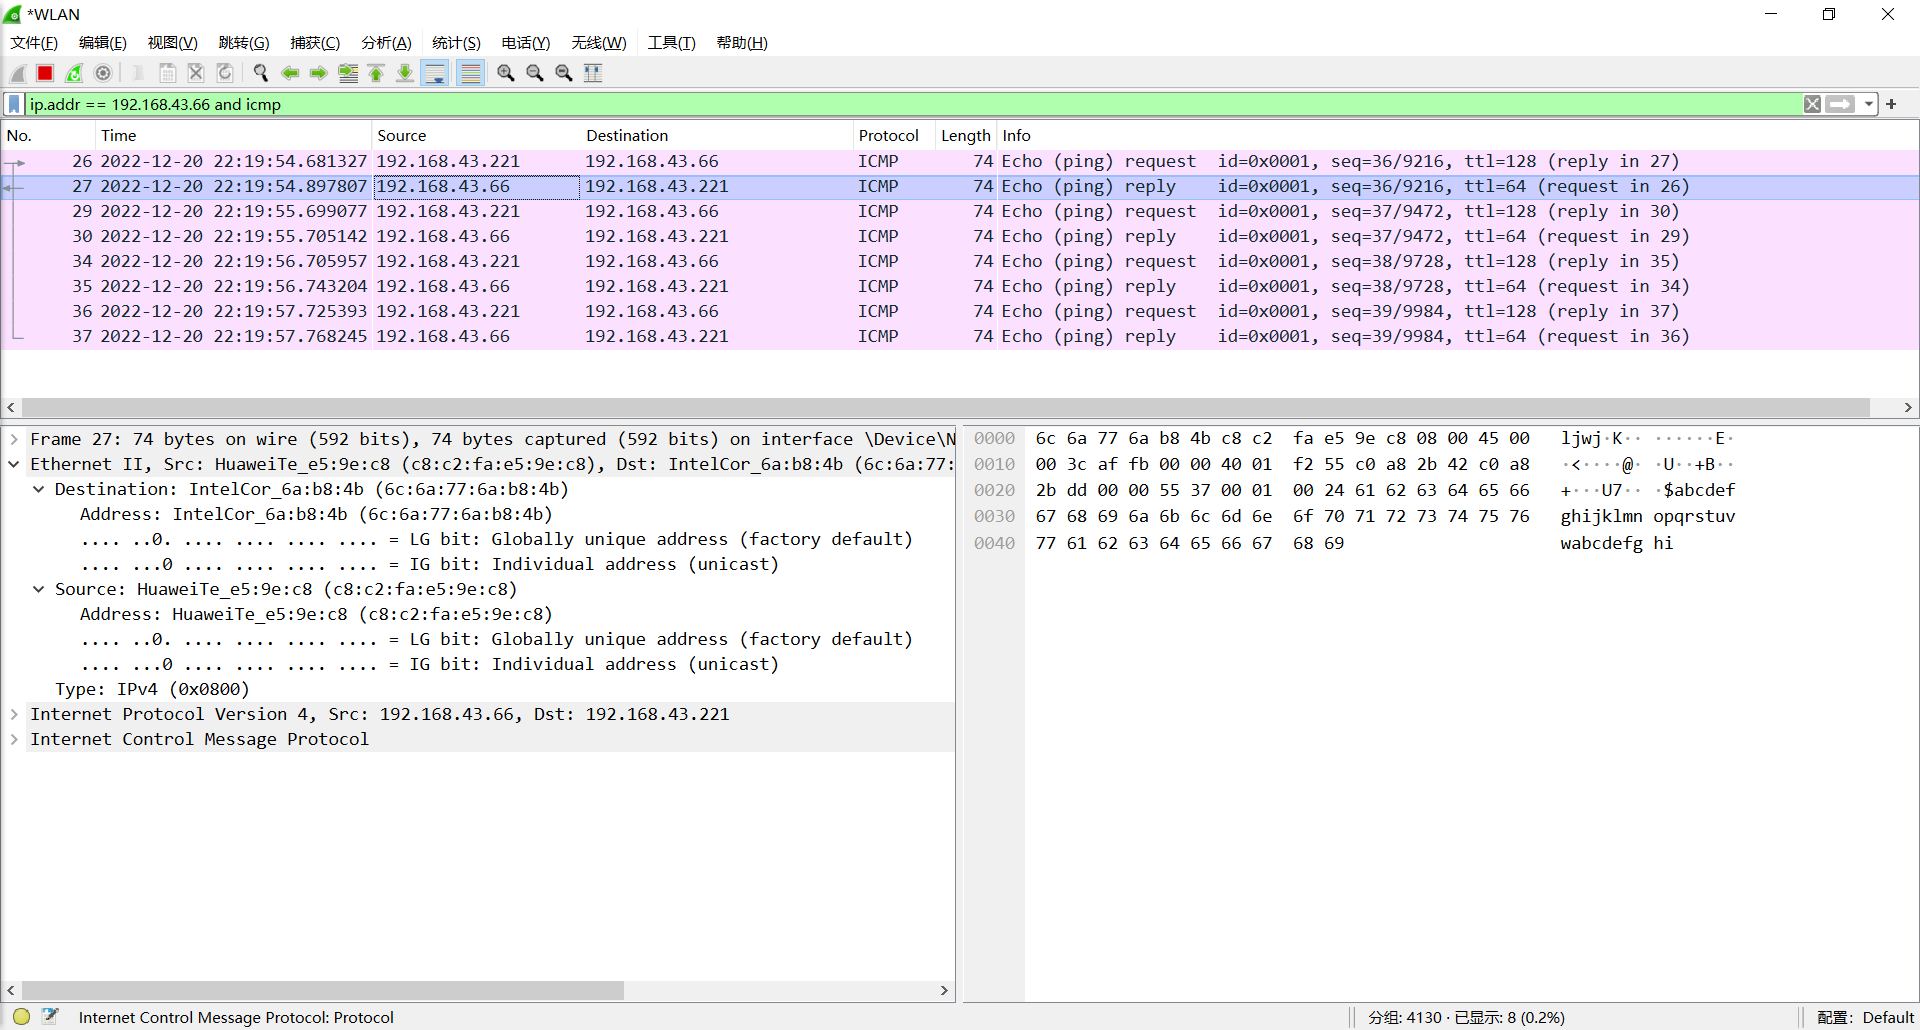 *WLAN
文件(F) 编辑(E) 视图(V) 跳转(G) 捕获(C) 分析(A) 统计(S) 电话(Y) 无线(W) 工具(T) 帮助(H)
ip.addr == 192.168.43.66 and icmp
No. Time Source Destination Protocol Length Info
26 2022-12-20 22:19:54.681327 192.168.43.221 192.168.43.66 ICMP 74 Echo (ping) request id=0x0001, seq=36/9216, ttl=128 (reply in 27)
27 2022-12-20 22:19:54.897807 192.168.43.66 192.168.43.221 ICMP 74 Echo (ping) reply id=0x0001, seq=36/9216, ttl=64 (request in 26)
29 2022-12-20 22:19:55.699077 192.168.43.221 192.168.43.66 ICMP 74 Echo (ping) request id=0x0001, seq=37/9472, ttl=128 (reply in 30)
30 2022-12-20 22:19:55.705142 192.168.43.66 192.168.43.221 ICMP 74 Echo (ping) reply id=0x0001, seq=37/9472, ttl=64 (request in 29)
34 2022-12-20 22:19:56.705957 192.168.43.221 192.168.43.66 ICMP 74 Echo (ping) request id=0x0001, seq=38/9728, ttl=128 (reply in 35)
35 2022-12-20 22:19:56.743204 192.168.43.66 192.168.43.221 ICMP 74 Echo (ping) reply id=0x0001, seq=38/9728, ttl=64 (request in 34)
36 2022-12-20 22:19:57.725393 192.168.43.221 192.168.43.66 ICMP 74 Echo (ping) request id=0x0001, seq=39/9984, ttl=128 (reply in 37)
37 2022-12-20 22:19:57.768245 192.168.43.66 192.168.43.221 ICMP 74 Echo (ping) reply id=0x0001, seq=39/9984, ttl=64 (request in 36)
Frame 27: 74 bytes on wire (592 bits), 74 bytes captured (592 bits) on interface \Device\N
Ethernet II, Src: HuaweiTe_e5:9e:c8 (c8:c2:fa:e5:9e:c8), Dst: IntelCor_6a:b8:4b (6c:6a:77:
Destination: IntelCor_6a:b8:4b (6c:6a:77:6a:b8:4b)
Address: IntelCor_6a:b8:4b (6c:6a:77:6a:b8:4b)
.... ..0. .... .... .... .... = LG bit: Globally unique address (factory default)
.... ...0 .... .... .... .... = IG bit: Individual address (unicast)
Source: HuaweiTe_e5:9e:c8 (c8:c2:fa:e5:9e:c8)
Address: HuaweiTe_e5:9e:c8 (c8:c2:fa:e5:9e:c8)
.... ..0. .... .... .... .... = LG bit: Globally unique address (factory default)
.... ...0 .... .... .... .... = IG bit: Individual address (unicast)
Type: IPv4 (0x0800)
Internet Protocol Version 4, Src: 192.168.43.66, Dst: 192.168.43.221
Internet Control Message Protocol
0000 6c 6a 77 6a b8 4b c8 c2 fa e5 9e c8 08 00 45 00 ljwj·K·· ······E·
0010 00 3c af fb 00 00 40 01 f2 55 c0 a8 2b 42 c0 a8 ·<····@· ·U··+B··
0020 2b dd 00 00 55 37 00 01 00 24 61 62 63 64 65 66 +···U7·· ·$abcdef
0030 67 68 69 6a 6b 6c 6d 6e 6f 70 71 72 73 74 75 76 ghijklmn opqrstuv
0040 77 61 62 63 64 65 66 67 68 69 wabcdefg hi
Internet Control Message Protocol: Protocol
分组: 4130 · 已显示: 8 (0.2%)
配置: Default